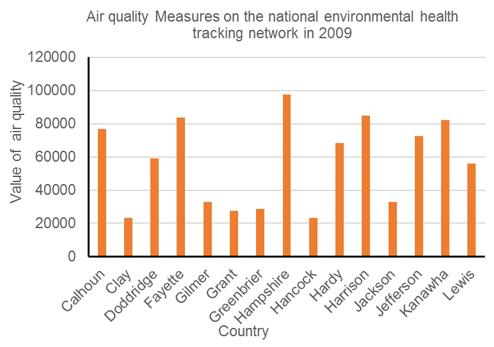 Air quality Measures on the national environmental health
tracking network in 2009
Value of air quality
120000
100000
80000
60000
40000
20000
0
Calhoun
Clay
Doddridge
Fayette
Gilmer
Grant
Greenbrier
Hampshire
Hancock
Hardy
Harrison
Jackson
Jefferson
Kanawha
Lewis
Country